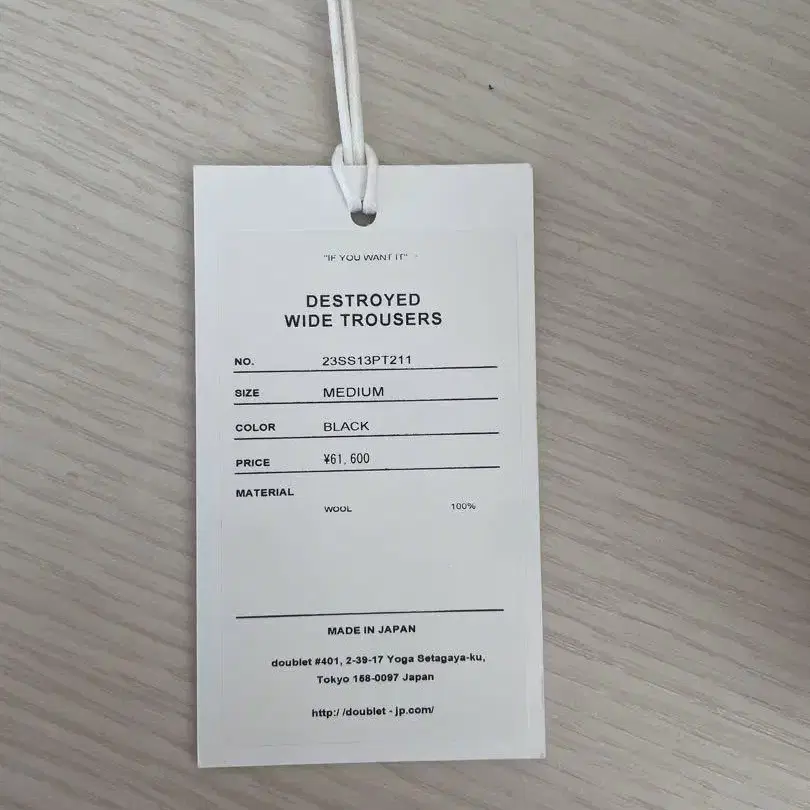 "IF YOU WANT IT"
DESTROYED
WIDE TROUSERS
NO. 23SS13PT211
SIZE MEDIUM
COLOR BLACK
PRICE ¥61,600
MATERIAL
WOOL 100%
MADE IN JAPAN
doublet #401, 2-39-17 Yoga Setagaya-ku,
Tokyo 158-0097 Japan
http://doublet-jp.com/